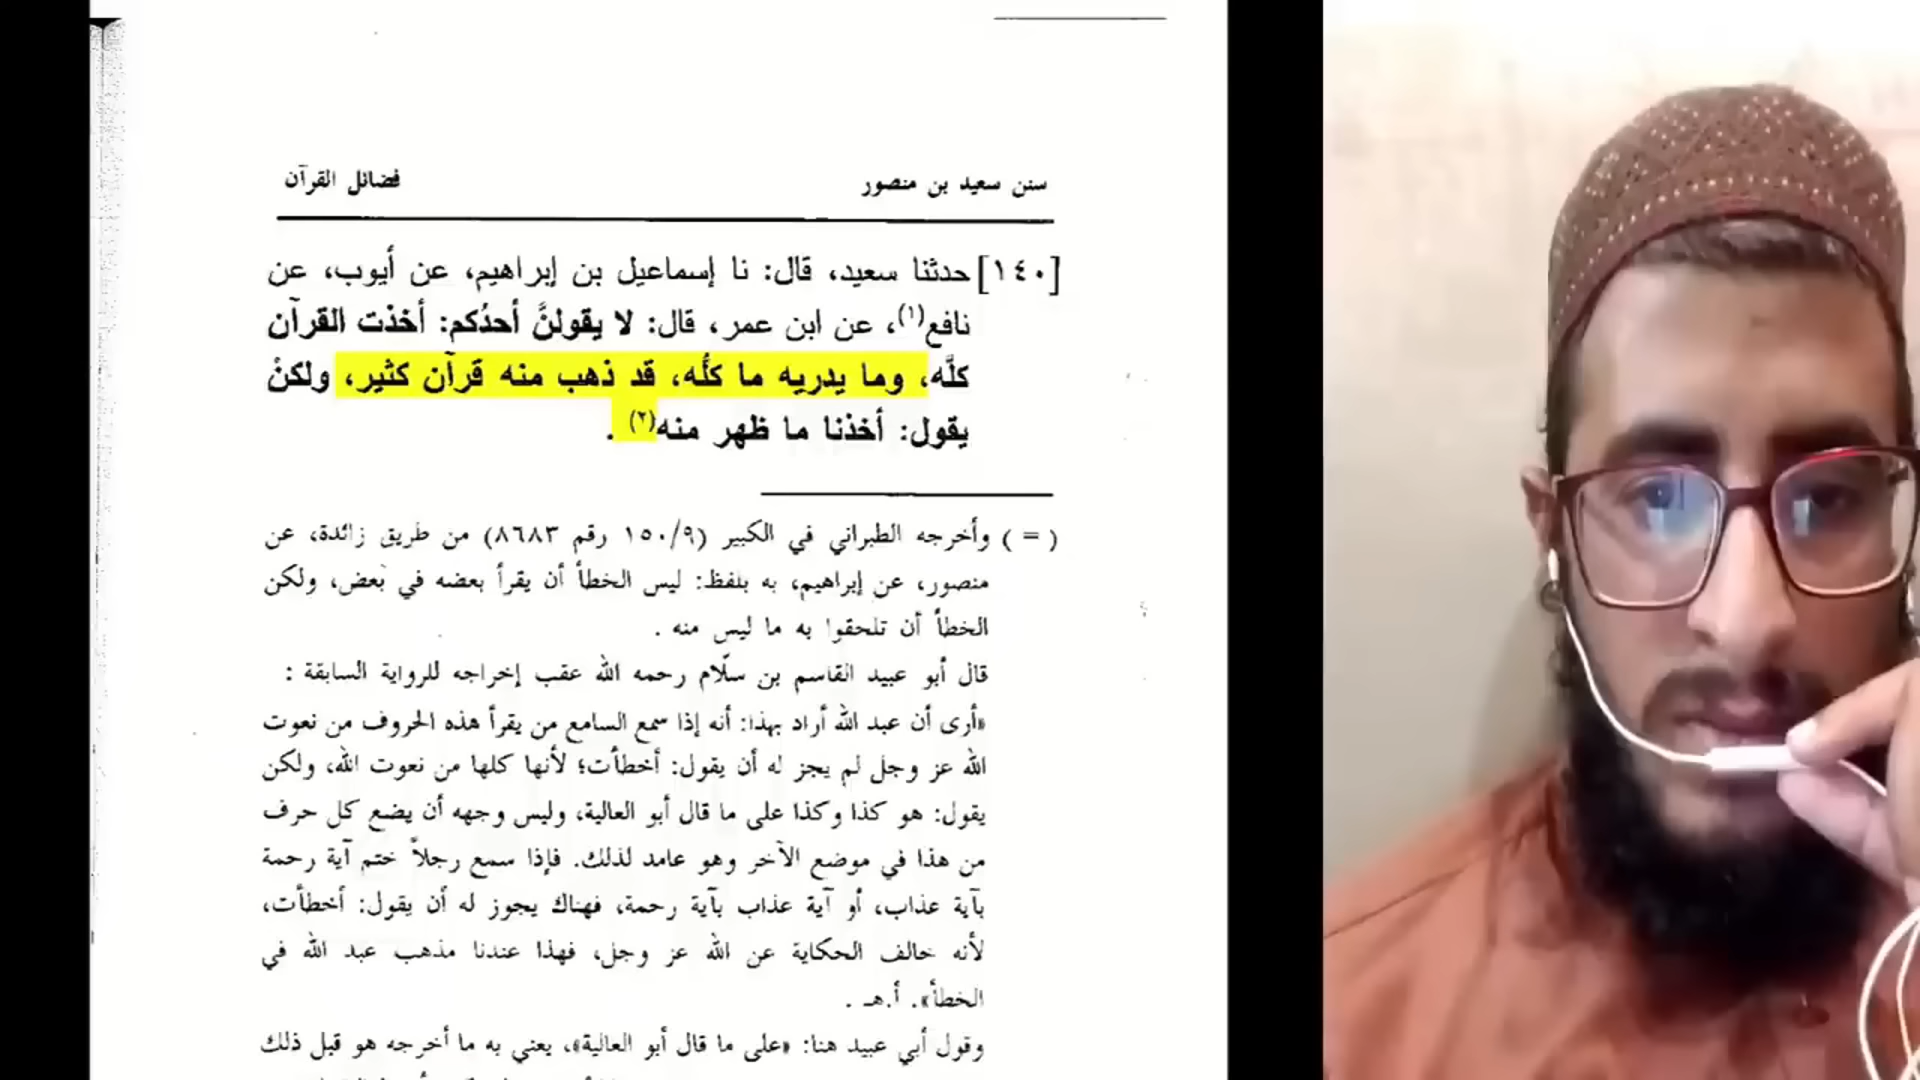 سنن سعيد بن منصور
فضائل القرآن
[١٤٠] حدثنا سعيد، قال: نا إسماعيل بن إبراهيم، عن أيوب، عن
نافع(١)، عن ابن عمر، قال: لا يقولنَّ أحدُكم: أخذت القرآن
كلَّه، وما يدريه ما كلُّه، قد ذهب منه قرآن كثير، ولكنْ
يقول: أخذنا ما ظهر منه(٢) .
( = ) وأخرجه الطبراني في الكبير (٩/ ١٥٠ رقم ٨٦٨٣) من طريق زائدة، عن
منصور، عن إبراهيم، به بلفظ: ليس الخطأ أن يقرأ بعضه في بعض، ولكن
الخطأ أن تلحقوا به ما ليس منه .
قال أبو عبيد القاسم بن سلّام رحمه الله عقب إخراجه للرواية السابقة :
«أرى أن عبد الله أراد بهذا: أنه إذا سمع السامع من يقرأ هذه الحروف من نعوت
الله عز وجل لم يجز له أن يقول: أخطأت؛ لأنها كلها من نعوت الله، ولكن
يقول: هو كذا وكذا على ما قال أبو العالية، وليس وجهه أن يضع كل حرف
من هذا في موضع الآخر وهو عامد لذلك. فإذا سمع رجلاً ختم آية رحمة
بآية عذاب، أو آية عذاب بآية رحمة، فهناك يجوز له أن يقول: أخطأت،
لأنه خالف الحكاية عن الله عز وجل، فهذا عندنا مذهب عبد الله في
الخطأ». أ.هـ .
وقول أبي عبيد هنا: «على ما قال أبو العالية»، يعني به ما أخرجه هو قبل ذلك